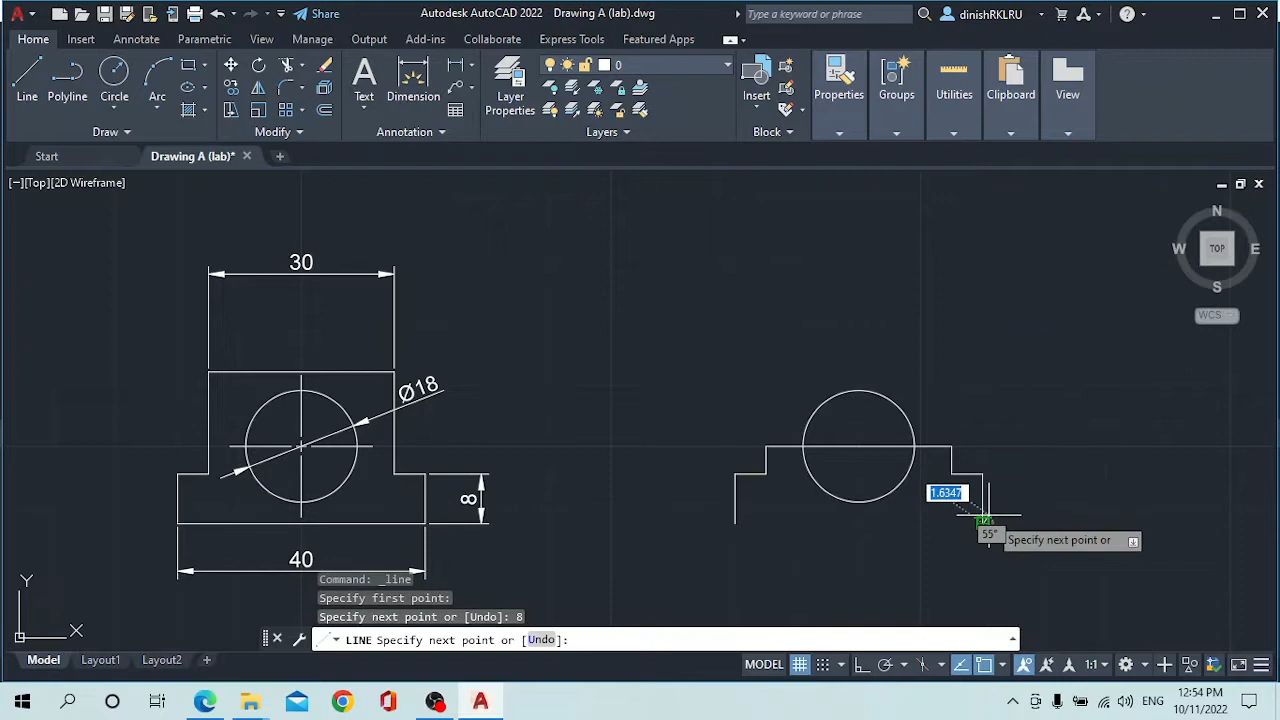 Share
Autodesk AutoCAD 2022 Drawing A (lab).dwg
Type a keyword or phrase
dinishRKLRU
Home Insert Annotate Parametric View Manage Output Add-ins Collaborate Express Tools Featured Apps
0
Line Polyline Circle Arc
Text Dimension
Layer Properties
Insert
Properties Groups Utilities Clipboard View
Draw Modify Annotation Layers Block
Start Drawing A (lab)*
[−][Top][2D Wireframe]
N
W TOP E
S
WCS
30
Ø18
8
40
1.6347
55°
Specify next point or
Y
X
Command: _line
Specify first point:
Specify next point or [Undo]: 8
LINE Specify next point or [Undo]:
Model Layout1 Layout2
MODEL
1:1
ENG
12:54 PM
10/11/2022